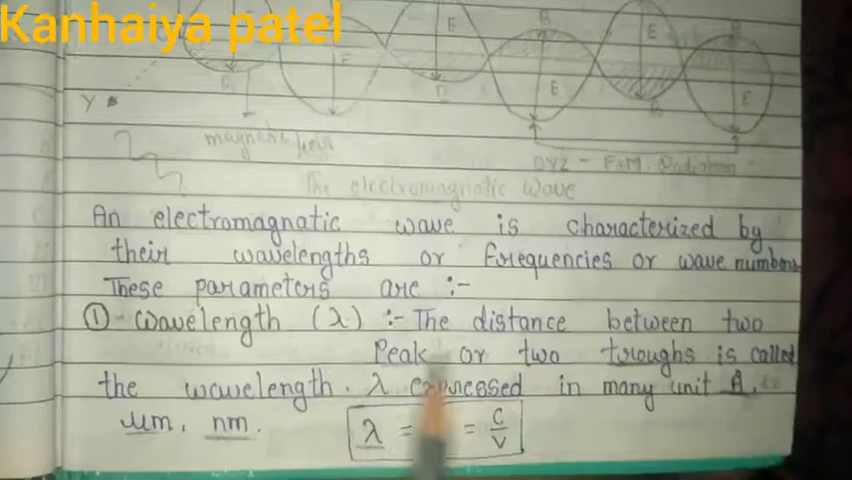 Kanhaiya patel
E
B
E
E
E
E
Y
magnetic field
OYZ - E.M. Radiation
The electromagnatic Wave
An electromagnatic wave is characterized by
their wavelengths or frequencies or wave numbers
These parameters are :-
① wavelength (λ) :- The distance between two
Peak or two troughs is called
the wavelength. λ expressed in many unit Å,
μm, nm.
λ = = C/V